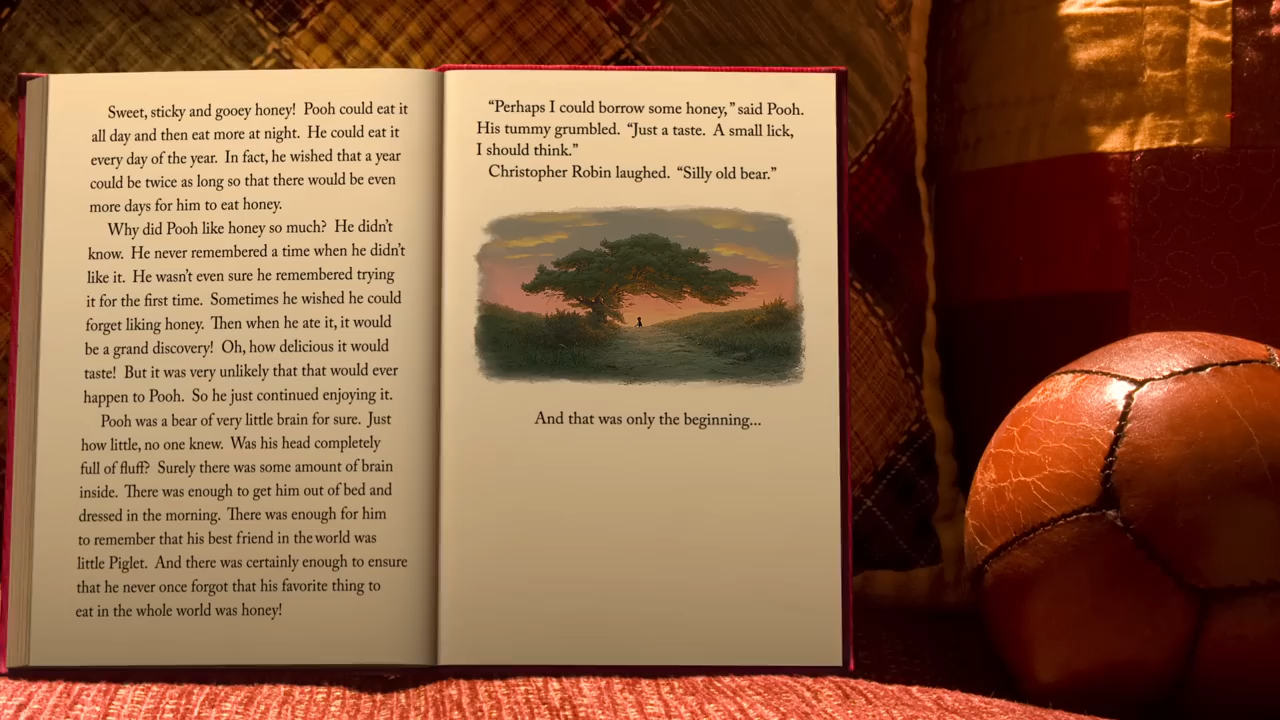 Sweet, sticky and gooey honey! Pooh could eat it
all day and then eat more at night. He could eat it
every day of the year. In fact, he wished that a year
could be twice as long so that there would be even
more days for him to eat honey.
Why did Pooh like honey so much? He didn't
know. He never remembered a time when he didn't
like it. He wasn't even sure he remembered trying
it for the first time. Sometimes he wished he could
forget liking honey. Then when he ate it, it would
be a grand discovery! Oh, how delicious it would
taste! But it was very unlikely that that would ever
happen to Pooh. So he just continued enjoying it.
Pooh was a bear of very little brain for sure. Just
how little, no one knew. Was his head completely
full of fluff? Surely there was some amount of brain
inside. There was enough to get him out of bed and
dressed in the morning. There was enough for him
to remember that his best friend in the world was
little Piglet. And there was certainly enough to ensure
that he never once forgot that his favorite thing to
eat in the whole world was honey!
“Perhaps I could borrow some honey,” said Pooh.
His tummy grumbled. “Just a taste. A small lick,
I should think.”
Christopher Robin laughed. “Silly old bear.”
And that was only the beginning...